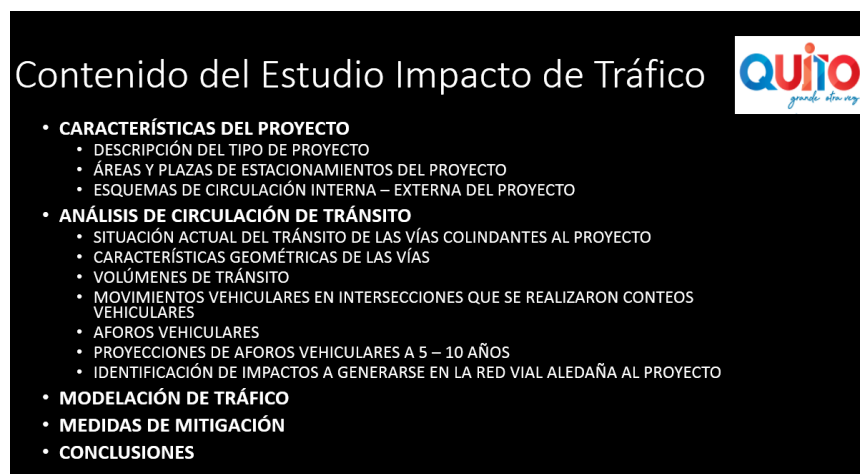 Contenido del Estudio Impacto de Tráfico
QUITO
grande otra vez
• CARACTERÍSTICAS DEL PROYECTO
• DESCRIPCIÓN DEL TIPO DE PROYECTO
• ÁREAS Y PLAZAS DE ESTACIONAMIENTOS DEL PROYECTO
• ESQUEMAS DE CIRCULACIÓN INTERNA – EXTERNA DEL PROYECTO
• ANÁLISIS DE CIRCULACIÓN DE TRÁNSITO
• SITUACIÓN ACTUAL DEL TRÁNSITO DE LAS VÍAS COLINDANTES AL PROYECTO
• CARACTERÍSTICAS GEOMÉTRICAS DE LAS VÍAS
• VOLÚMENES DE TRÁNSITO
• MOVIMIENTOS VEHICULARES EN INTERSECCIONES QUE SE REALIZARON CONTEOS
VEHICULARES
• AFOROS VEHICULARES
• PROYECCIONES DE AFOROS VEHICULARES A 5 – 10 AÑOS
• IDENTIFICACIÓN DE IMPACTOS A GENERARSE EN LA RED VIAL ALEDAÑA AL PROYECTO
• MODELACIÓN DE TRÁFICO
• MEDIDAS DE MITIGACIÓN
• CONCLUSIONES